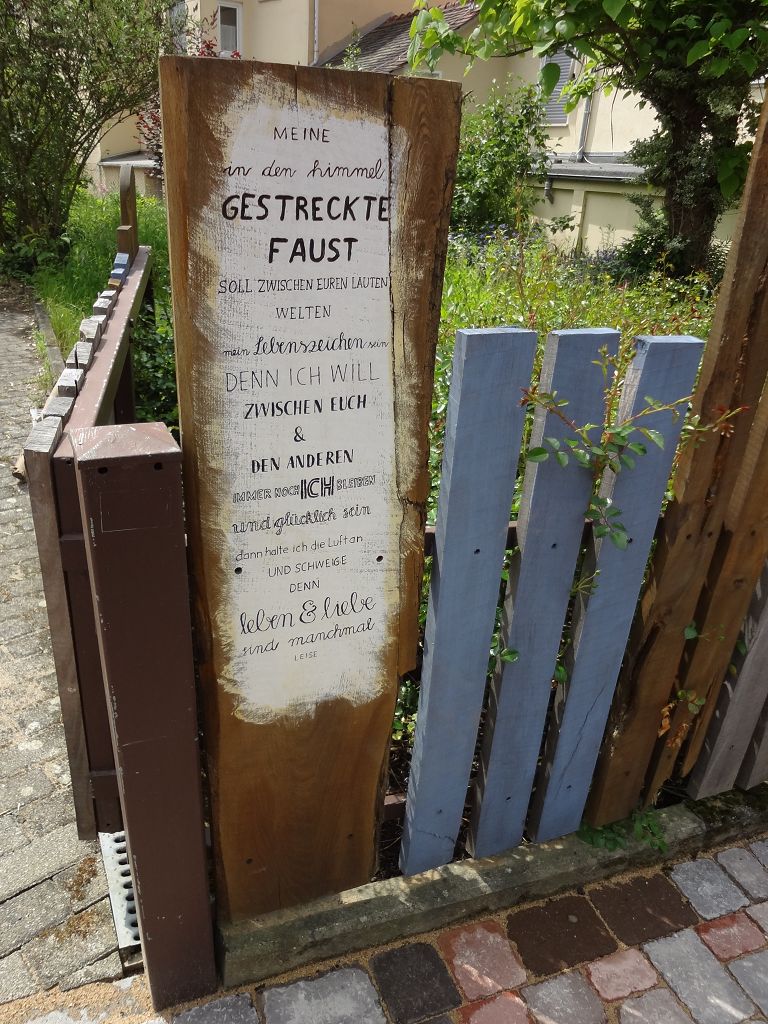 MEINE
in den himmel
GESTRECKTE
FAUST
SOLL ZWISCHEN EUREN LAUTEN
WELTEN
mein Lebenszeichen sein
DENN ICH WILL
ZWISCHEN EUCH
&
DEN ANDEREN
IMMER NOCH ICH BLEIBEN
und glücklich sein
dann halte ich die Luft an
UND SCHWEIGE
DENN
leben & liebe
sind manchmal
LEISE